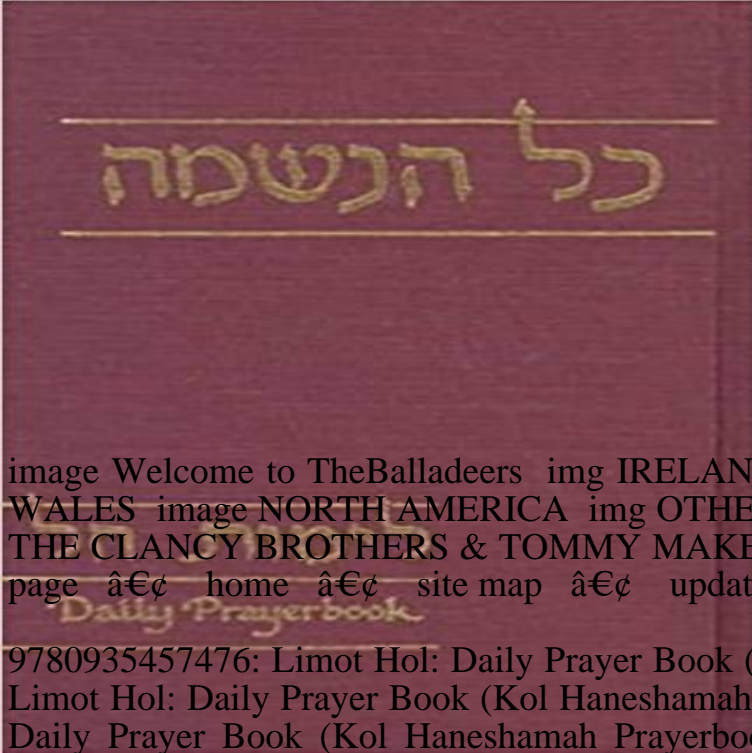 כל הנשמה
image Welcome to TheBalladeers img IRELAN
WALES image NORTH AMERICA img OTHE
THE CLANCY BROTHERS & TOMMY MAKE
page • home • site map • updat
Daily Prayerbook
9780935457476: Limot Hol: Daily Prayer Book (
Limot Hol: Daily Prayer Book (Kol Haneshamah
Daily Prayer Book (Kol Haneshamah Prayerbo